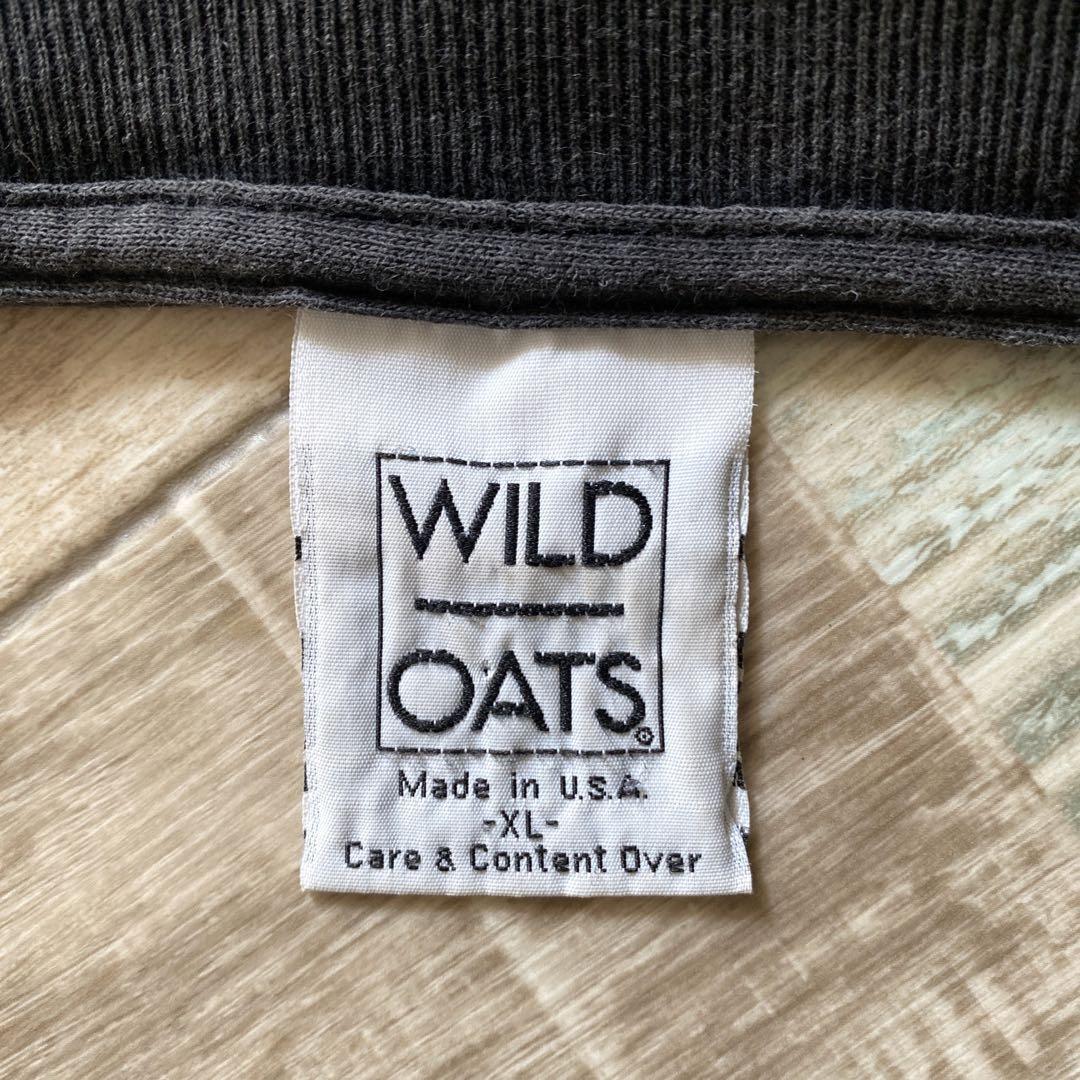 WILD
OATS®
Made in U.S.A.
-XL-
Care & Content Over